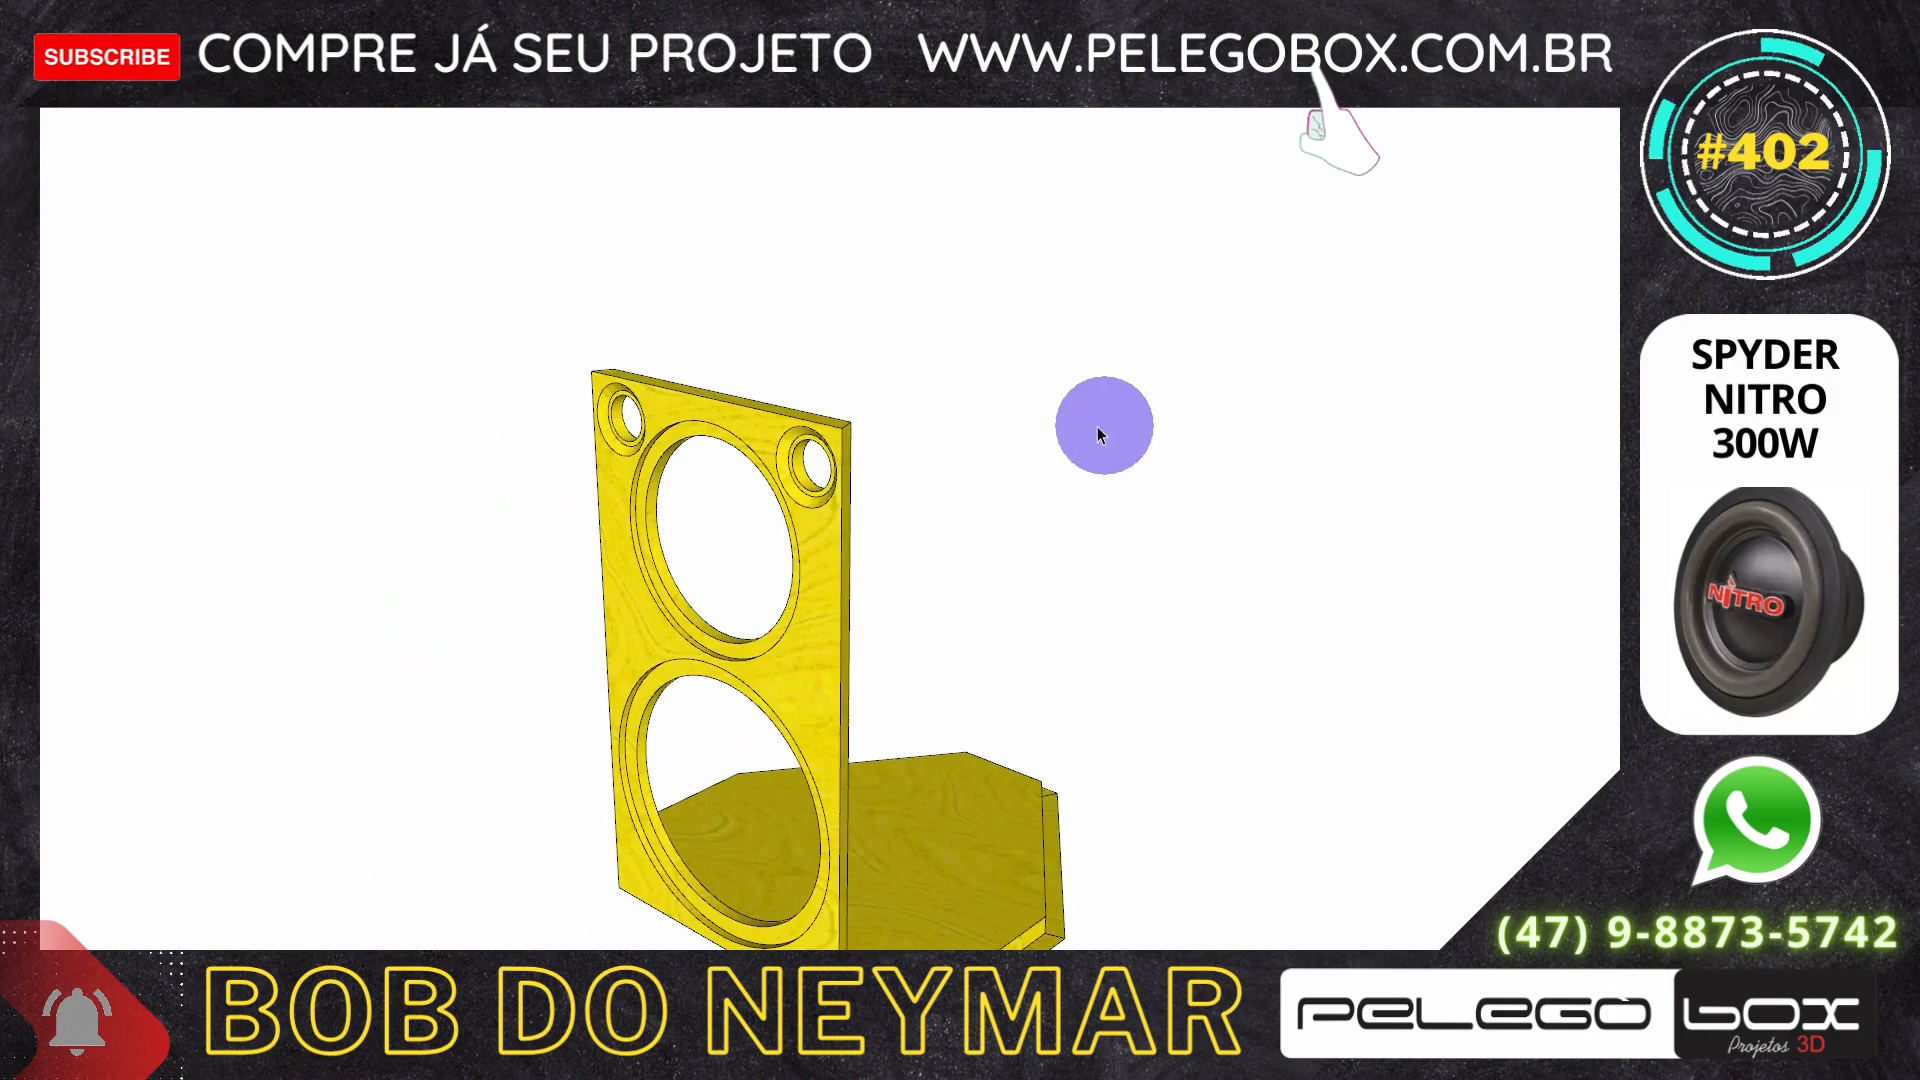 SUBSCRIBE
COMPRE JÁ SEU PROJETO WWW.PELEGOBOX.COM.BR
#402
SPYDER
NITRO
300W
NITRO
(47) 9-8873-5742
BOB DO NEYMAR
PELEGO BOX
Projetos 3D